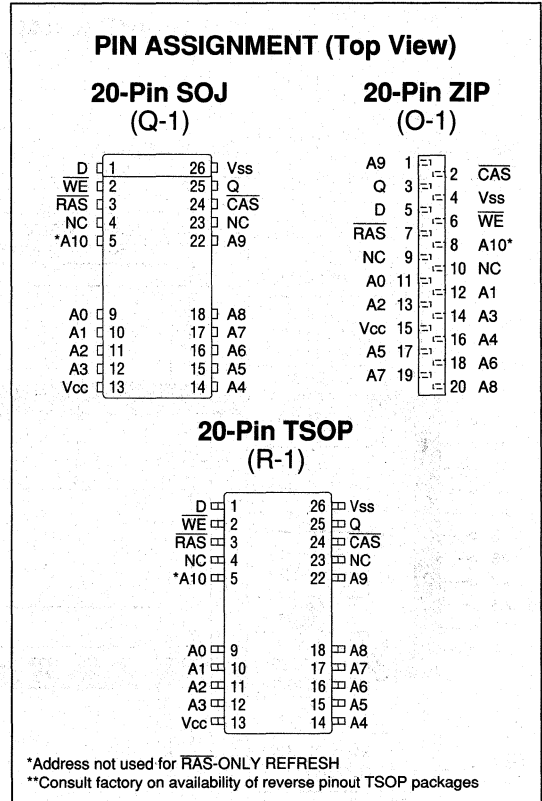 PIN ASSIGNMENT (Top View)
20-Pin SOJ
(Q-1)
D 1 26 Vss
WE 2 25 Q
RAS 3 24 CAS
NC 4 23 NC
*A10 5 22 A9
A0 9 18 A8
A1 10 17 A7
A2 11 16 A6
A3 12 15 A5
Vcc 13 14 A4
20-Pin ZIP
(O-1)
A9 1
2 CAS
Q 3
4 Vss
D 5
6 WE
RAS 7
8 A10*
NC 9
10 NC
A0 11
12 A1
A2 13
14 A3
Vcc 15
16 A4
A5 17
18 A6
A7 19
20 A8
20-Pin TSOP
(R-1)
D 1 26 Vss
WE 2 25 Q
RAS 3 24 CAS
NC 4 23 NC
*A10 5 22 A9
A0 9 18 A8
A1 10 17 A7
A2 11 16 A6
A3 12 15 A5
Vcc 13 14 A4
*Address not used for RAS-ONLY REFRESH
**Consult factory on availability of reverse pinout TSOP packages